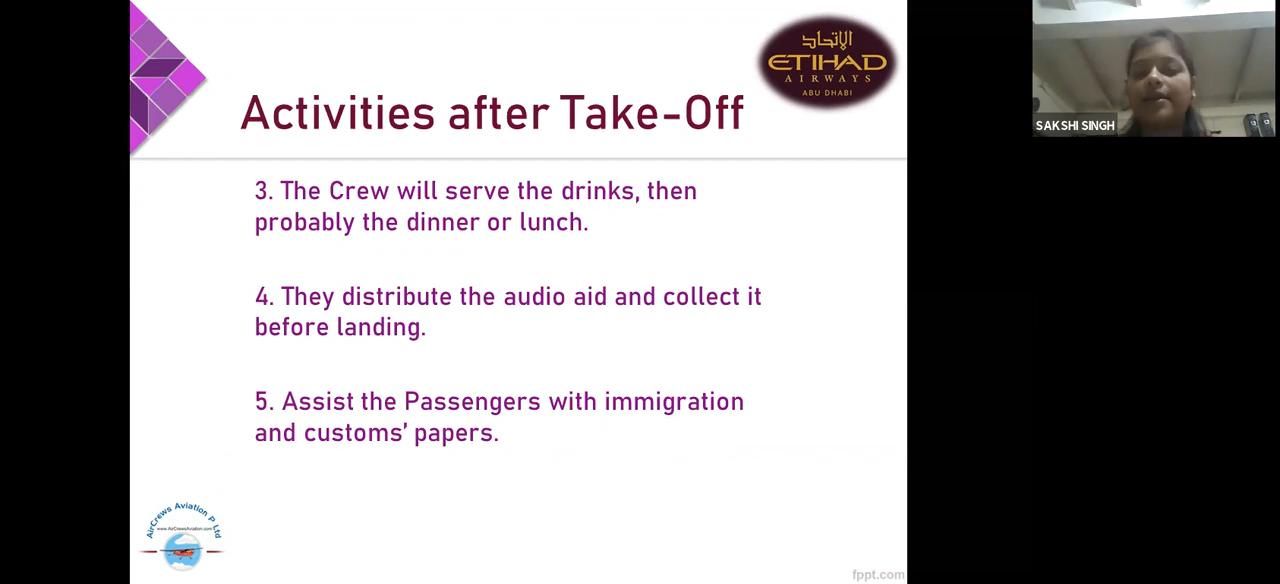 الإتحاد
ETIHAD
AIRWAYS
ABU DHABI
Activities after Take-Off
SAKSHI SINGH
3. The Crew will serve the drinks, then
probably the dinner or lunch.
4. They distribute the audio aid and collect it
before landing.
5. Assist the Passengers with immigration
and customs’ papers.
AirCrews Aviation P Ltd
www.AirCrewsAviation.com
fppt.com